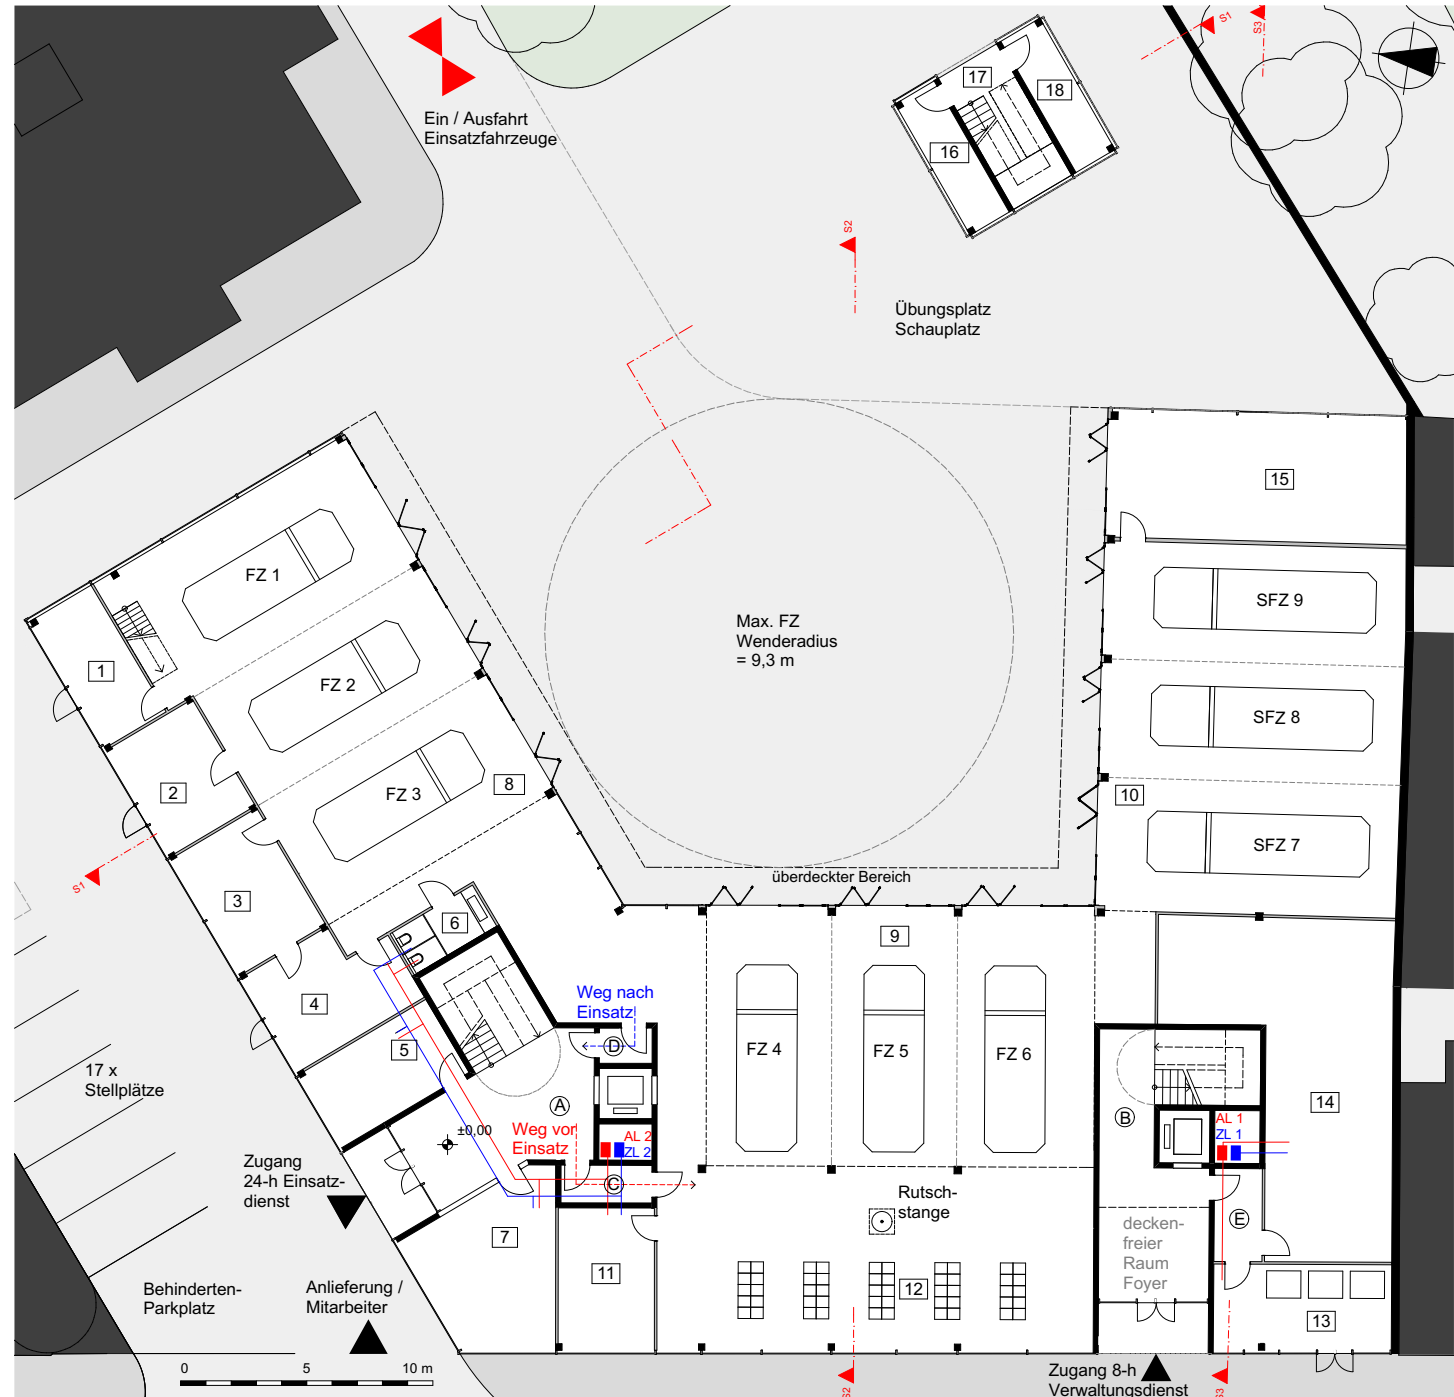 S1
S3
17
18
16
Ein / Ausfahrt
Einsatzfahrzeuge
S2
Übungsplatz
Schauplatz
15
FZ 1
SFZ 9
Max. FZ
Wenderadius
= 9,3 m
1
FZ 2
SFZ 8
2
FZ 3
8
10
SFZ 7
S1
überdeckter Bereich
3
6
9
4
Weg nach
Einsatz
D
5
FZ 4
FZ 5
FZ 6
17 x
Stellplätze
A
B
14
±0,00
Weg vor
Einsatz
AL 2
ZL 2
AL 1
ZL 1
Zugang
24-h Einsatz-
dienst
C
Rutsch-
stange
E
7
decken-
freier
Raum
Foyer
11
12
13
Behinderten-
Parkplatz
Anlieferung /
Mitarbeiter
0 5 10 m
S2
Zugang 8-h
Verwaltungsdienst
S3